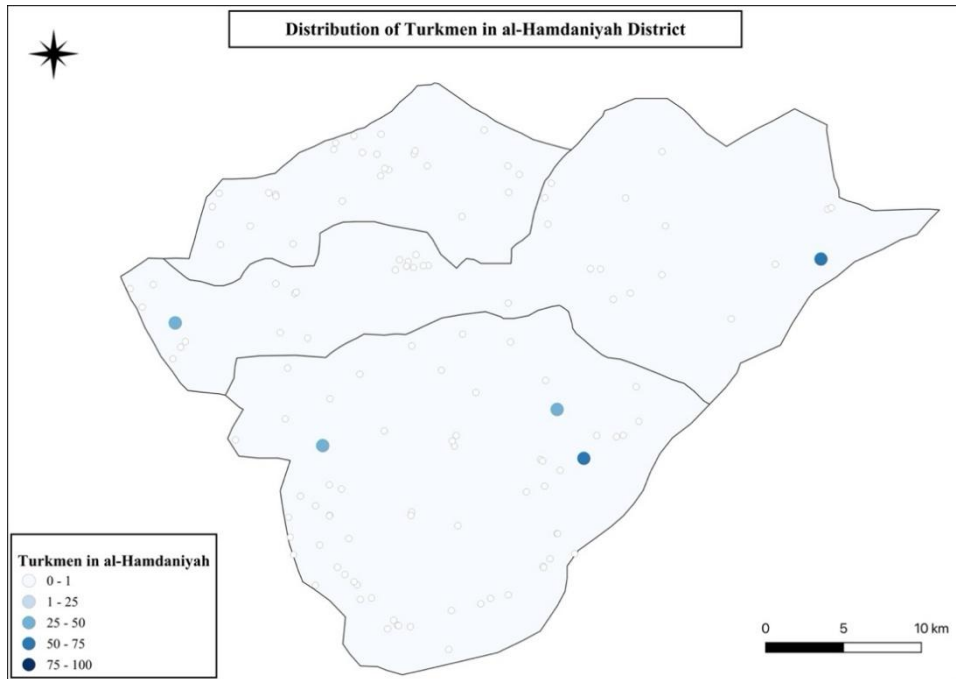 Distribution of Turkmen in al-Hamdaniyah District
Turkmen in al-Hamdaniyah
0 - 1
1 - 25
25 - 50
50 - 75
75 - 100
0 5 10 km